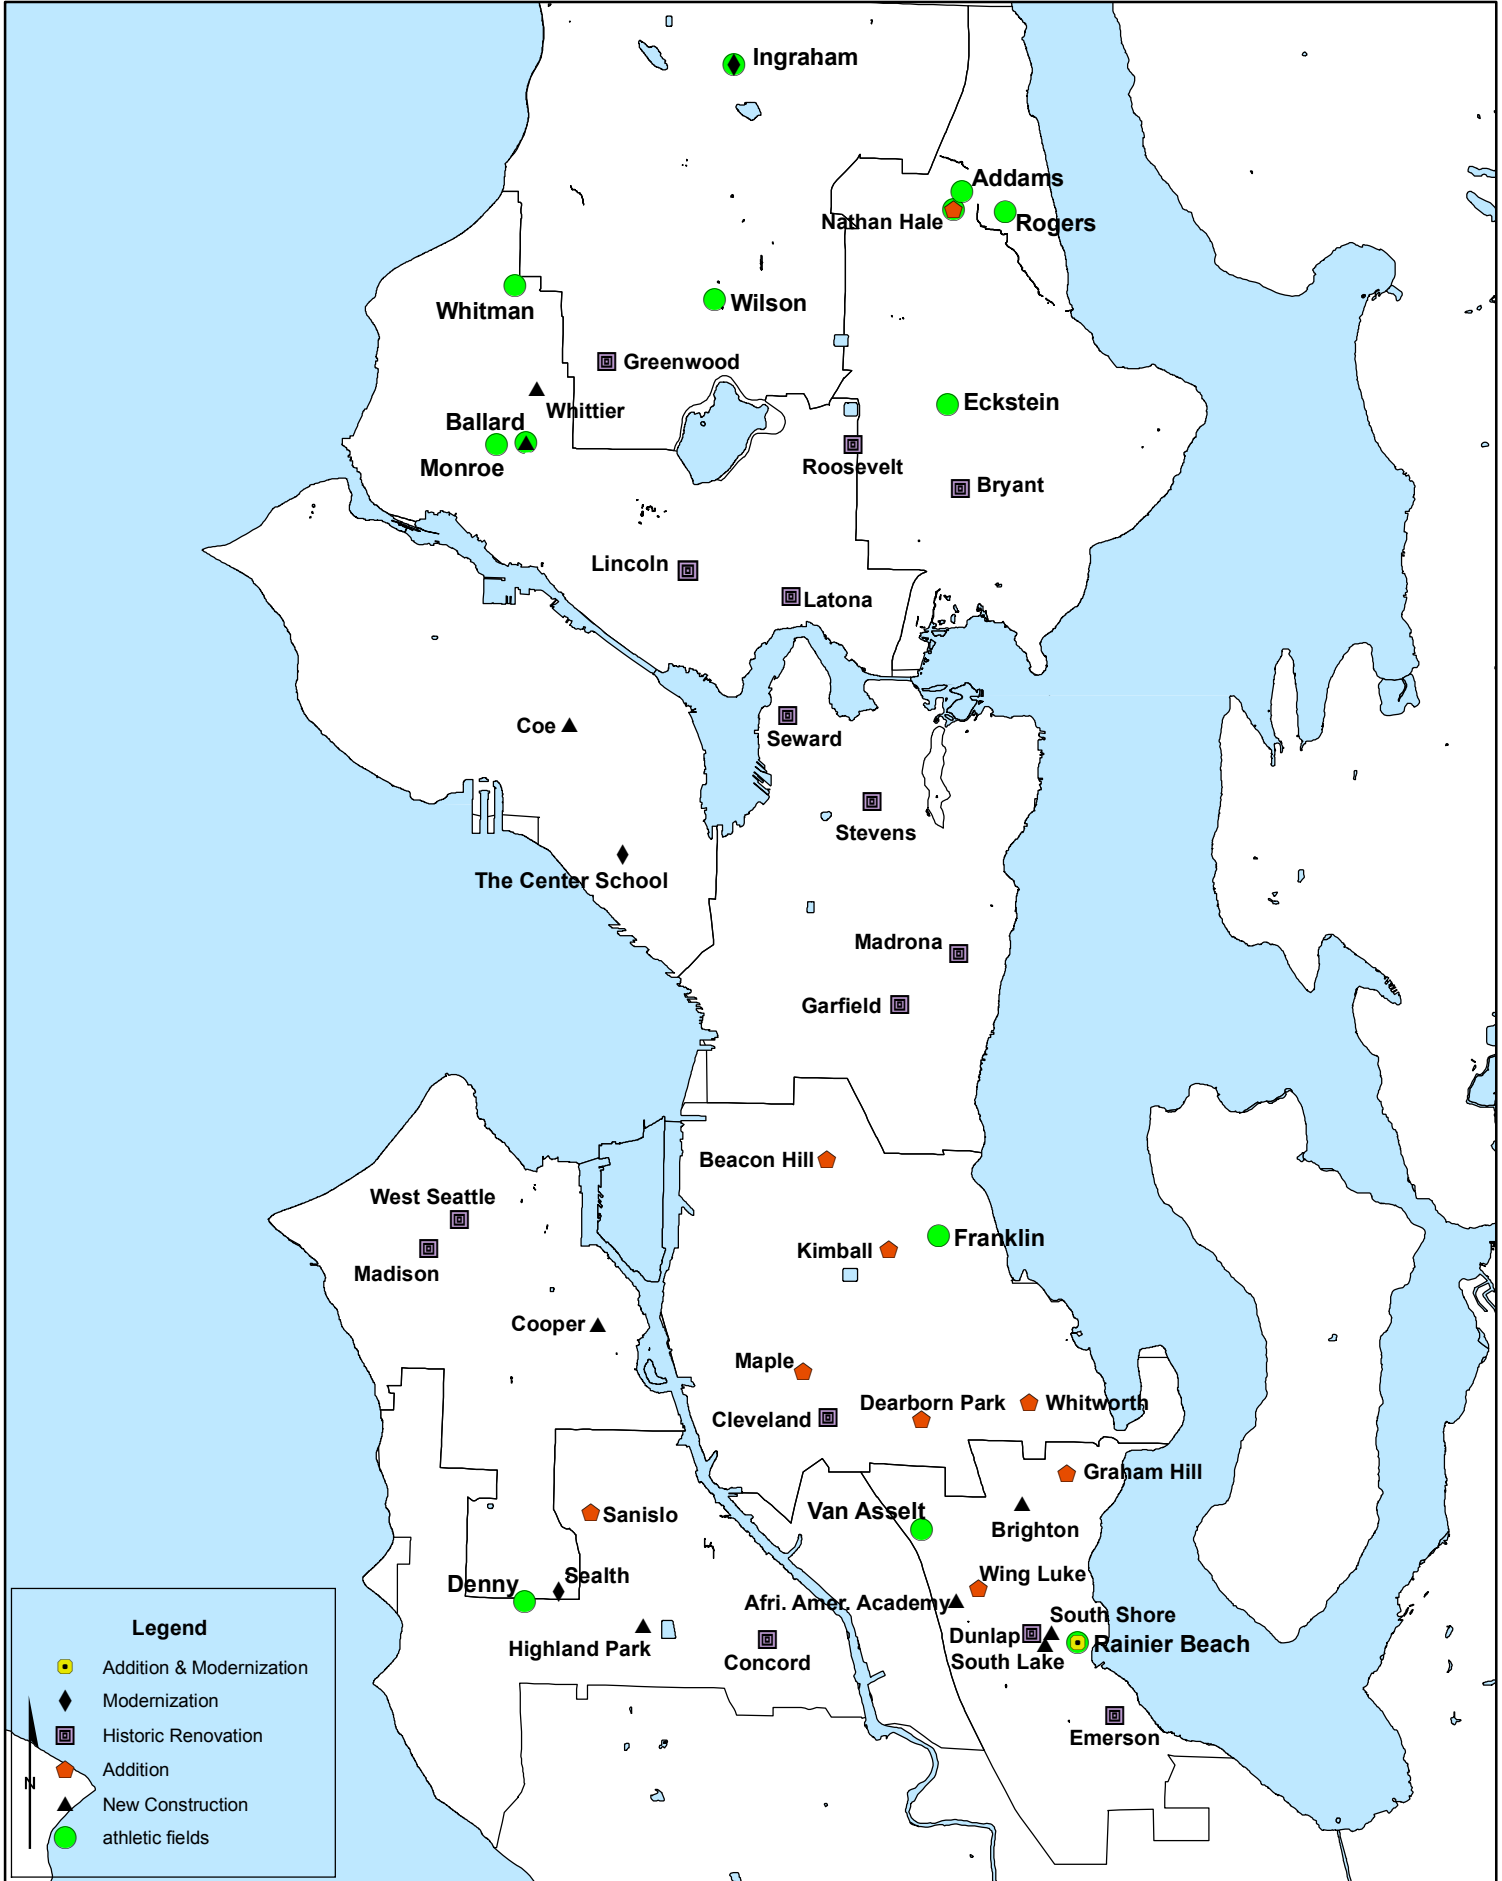 Ingraham
Addams
Nathan Hale
Rogers
Whitman
Wilson
Greenwood
Whittier
Eckstein
Ballard
Monroe
Roosevelt
Bryant
Lincoln
Latona
Coe
Seward
Stevens
The Center School
Madrona
Garfield
Beacon Hill
West Seattle
Franklin
Kimball
Madison
Cooper
Maple
Dearborn Park
Whitworth
Cleveland
Graham Hill
Van Asselt
Sanislo
Brighton
Wing Luke
Sealth
Denny
Afri. Amer. Academy
South Shore
Dunlap
Rainier Beach
Highland Park
South Lake
Concord
Emerson
Legend
Addition & Modernization
Modernization
Historic Renovation
Addition
New Construction
athletic fields
N